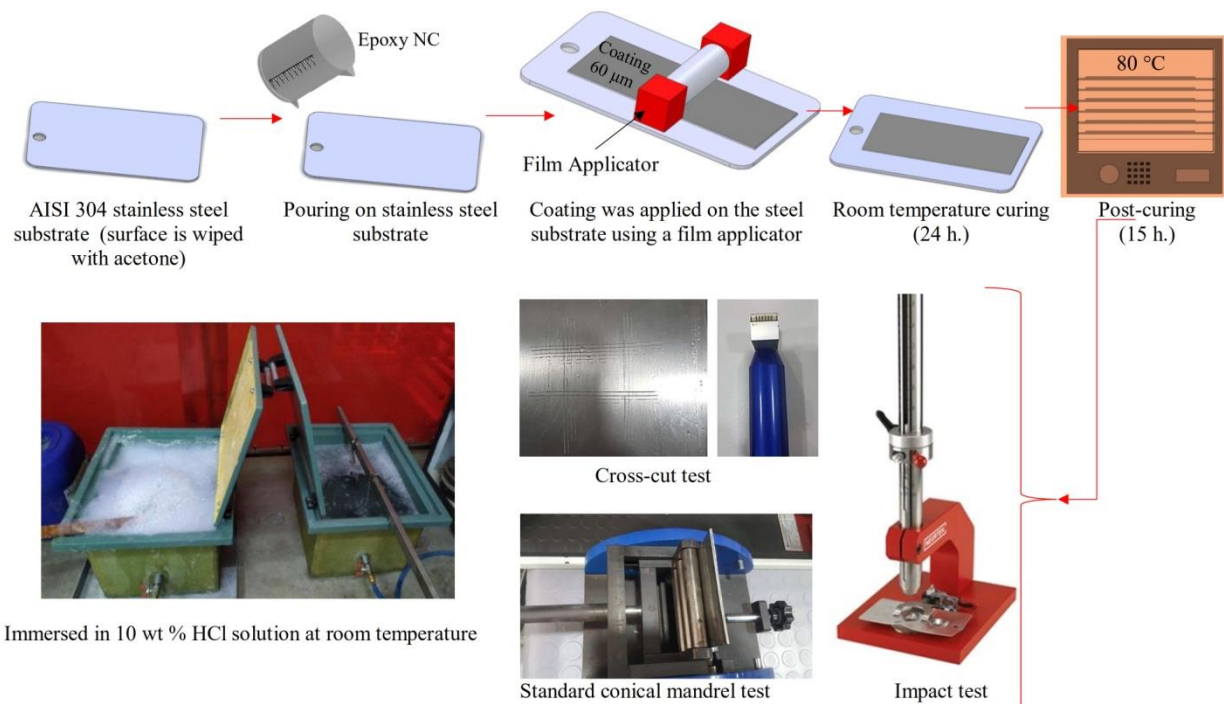 Epoxy NC
Coating
60 µm
80 °C
Film Applicator
AISI 304 stainless steel
substrate (surface is wiped
with acetone)
Pouring on stainless steel
substrate
Coating was applied on the steel
substrate using a film applicator
Room temperature curing
(24 h.)
Post-curing
(15 h.)
Cross-cut test
NEURTEK
Immersed in 10 wt % HCl solution at room temperature
Standard conical mandrel test
Impact test